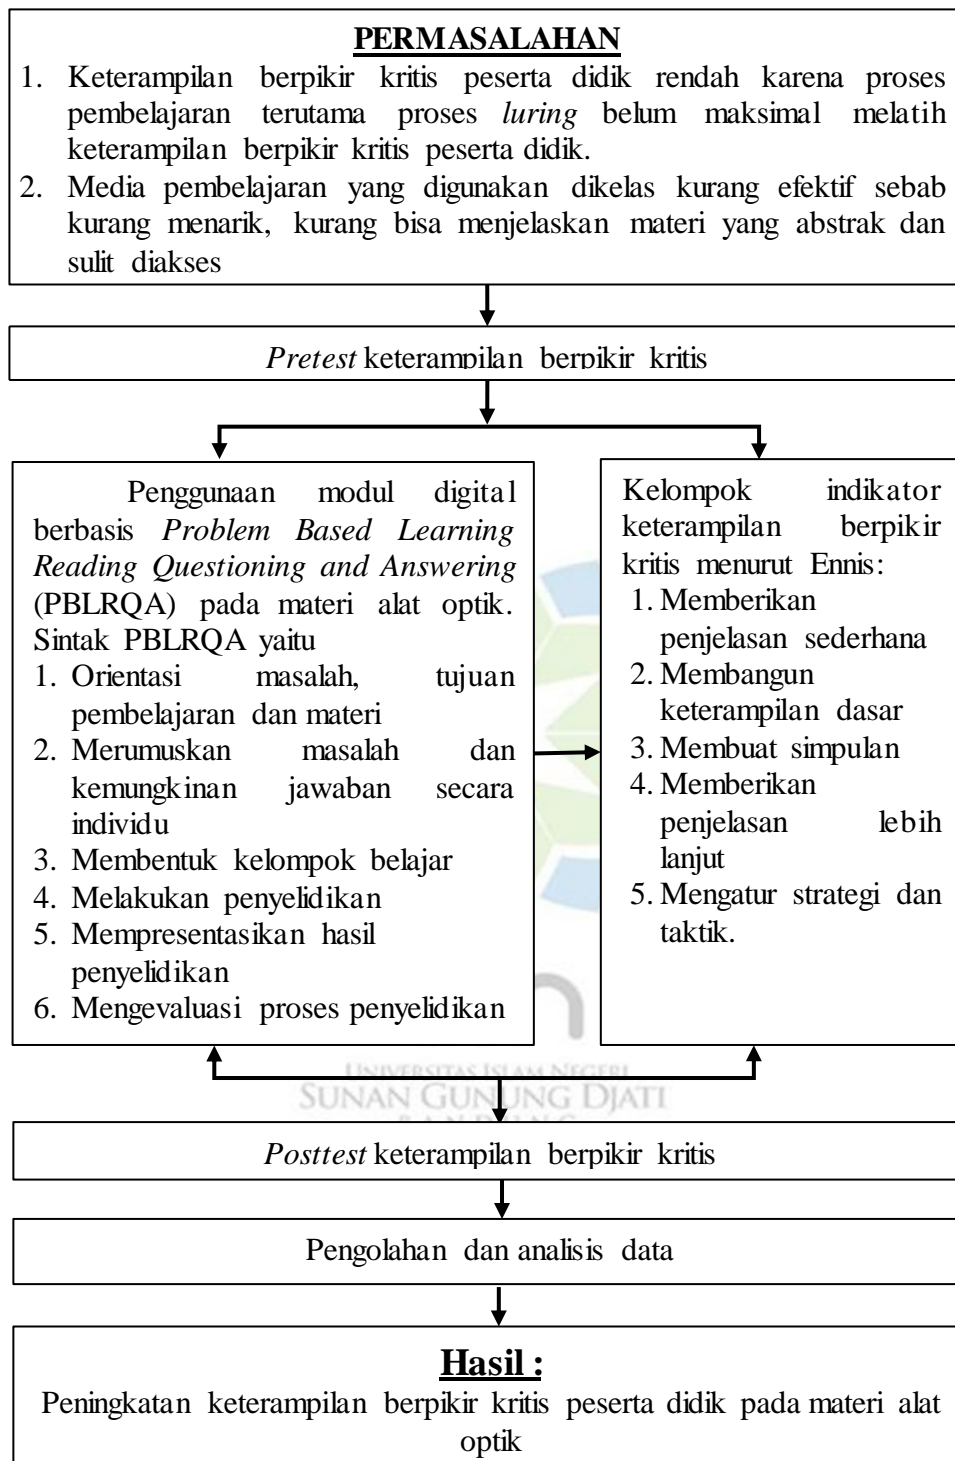 PERMASALAHAN
1. Keterampilan berpikir kritis peserta didik rendah karena proses
pembelajaran terutama proses luring belum maksimal melatih
keterampilan berpikir kritis peserta didik.
2. Media pembelajaran yang digunakan dikelas kurang efektif sebab
kurang menarik, kurang bisa menjelaskan materi yang abstrak dan
sulit diakses
Pretest keterampilan berpikir kritis
Penggunaan modul digital
berbasis Problem Based Learning
Reading Questioning and Answering
(PBLRQA) pada materi alat optik.
Sintak PBLRQA yaitu
1. Orientasi masalah, tujuan
pembelajaran dan materi
2. Merumuskan masalah dan
kemungkinan jawaban secara
individu
3. Membentuk kelompok belajar
4. Melakukan penyelidikan
5. Mempresentasikan hasil
penyelidikan
6. Mengevaluasi proses penyelidikan
Kelompok indikator
keterampilan berpikir
kritis menurut Ennis:
1. Memberikan
penjelasan sederhana
2. Membangun
keterampilan dasar
3. Membuat simpulan
4. Memberikan
penjelasan lebih
lanjut
5. Mengatur strategi dan
taktik.
UNIVERSITAS ISLAM NEGERI
SUNAN GUNUNG DJATI
BANDUNG
Posttest keterampilan berpikir kritis
Pengolahan dan analisis data
Hasil :
Peningkatan keterampilan berpikir kritis peserta didik pada materi alat
optik